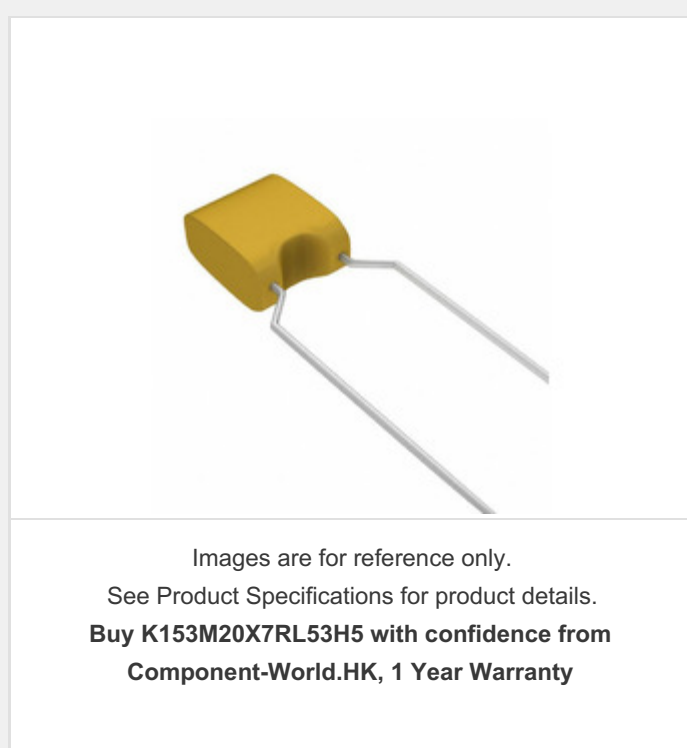 Images are for reference only.
See Product Specifications for product details.
Buy K153M20X7RL53H5 with confidence from
Component-World.HK, 1 Year Warranty